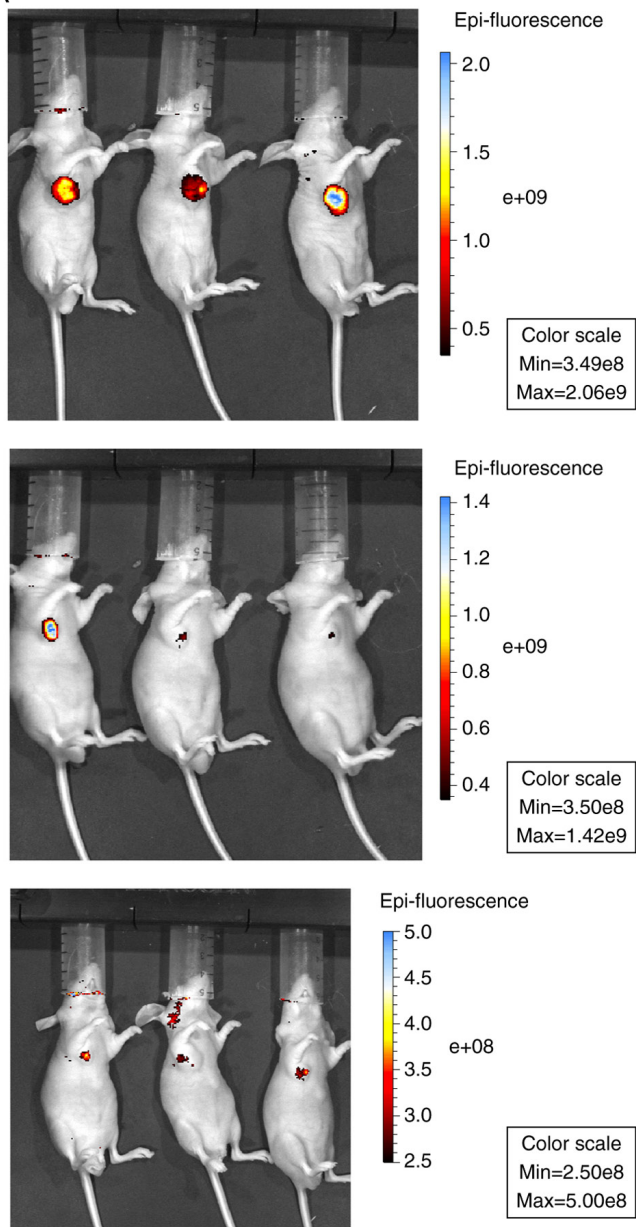 Epi-fluorescence
2.0
1.5
1.0
0.5
e+09
Color scale
Min=3.49e8
Max=2.06e9
Epi-fluorescence
1.4
1.2
1.0
0.8
0.6
0.4
e+09
Color scale
Min=3.50e8
Max=1.42e9
Epi-fluorescence
5.0
4.5
4.0
3.5
3.0
2.5
e+08
Color scale
Min=2.50e8
Max=5.00e8